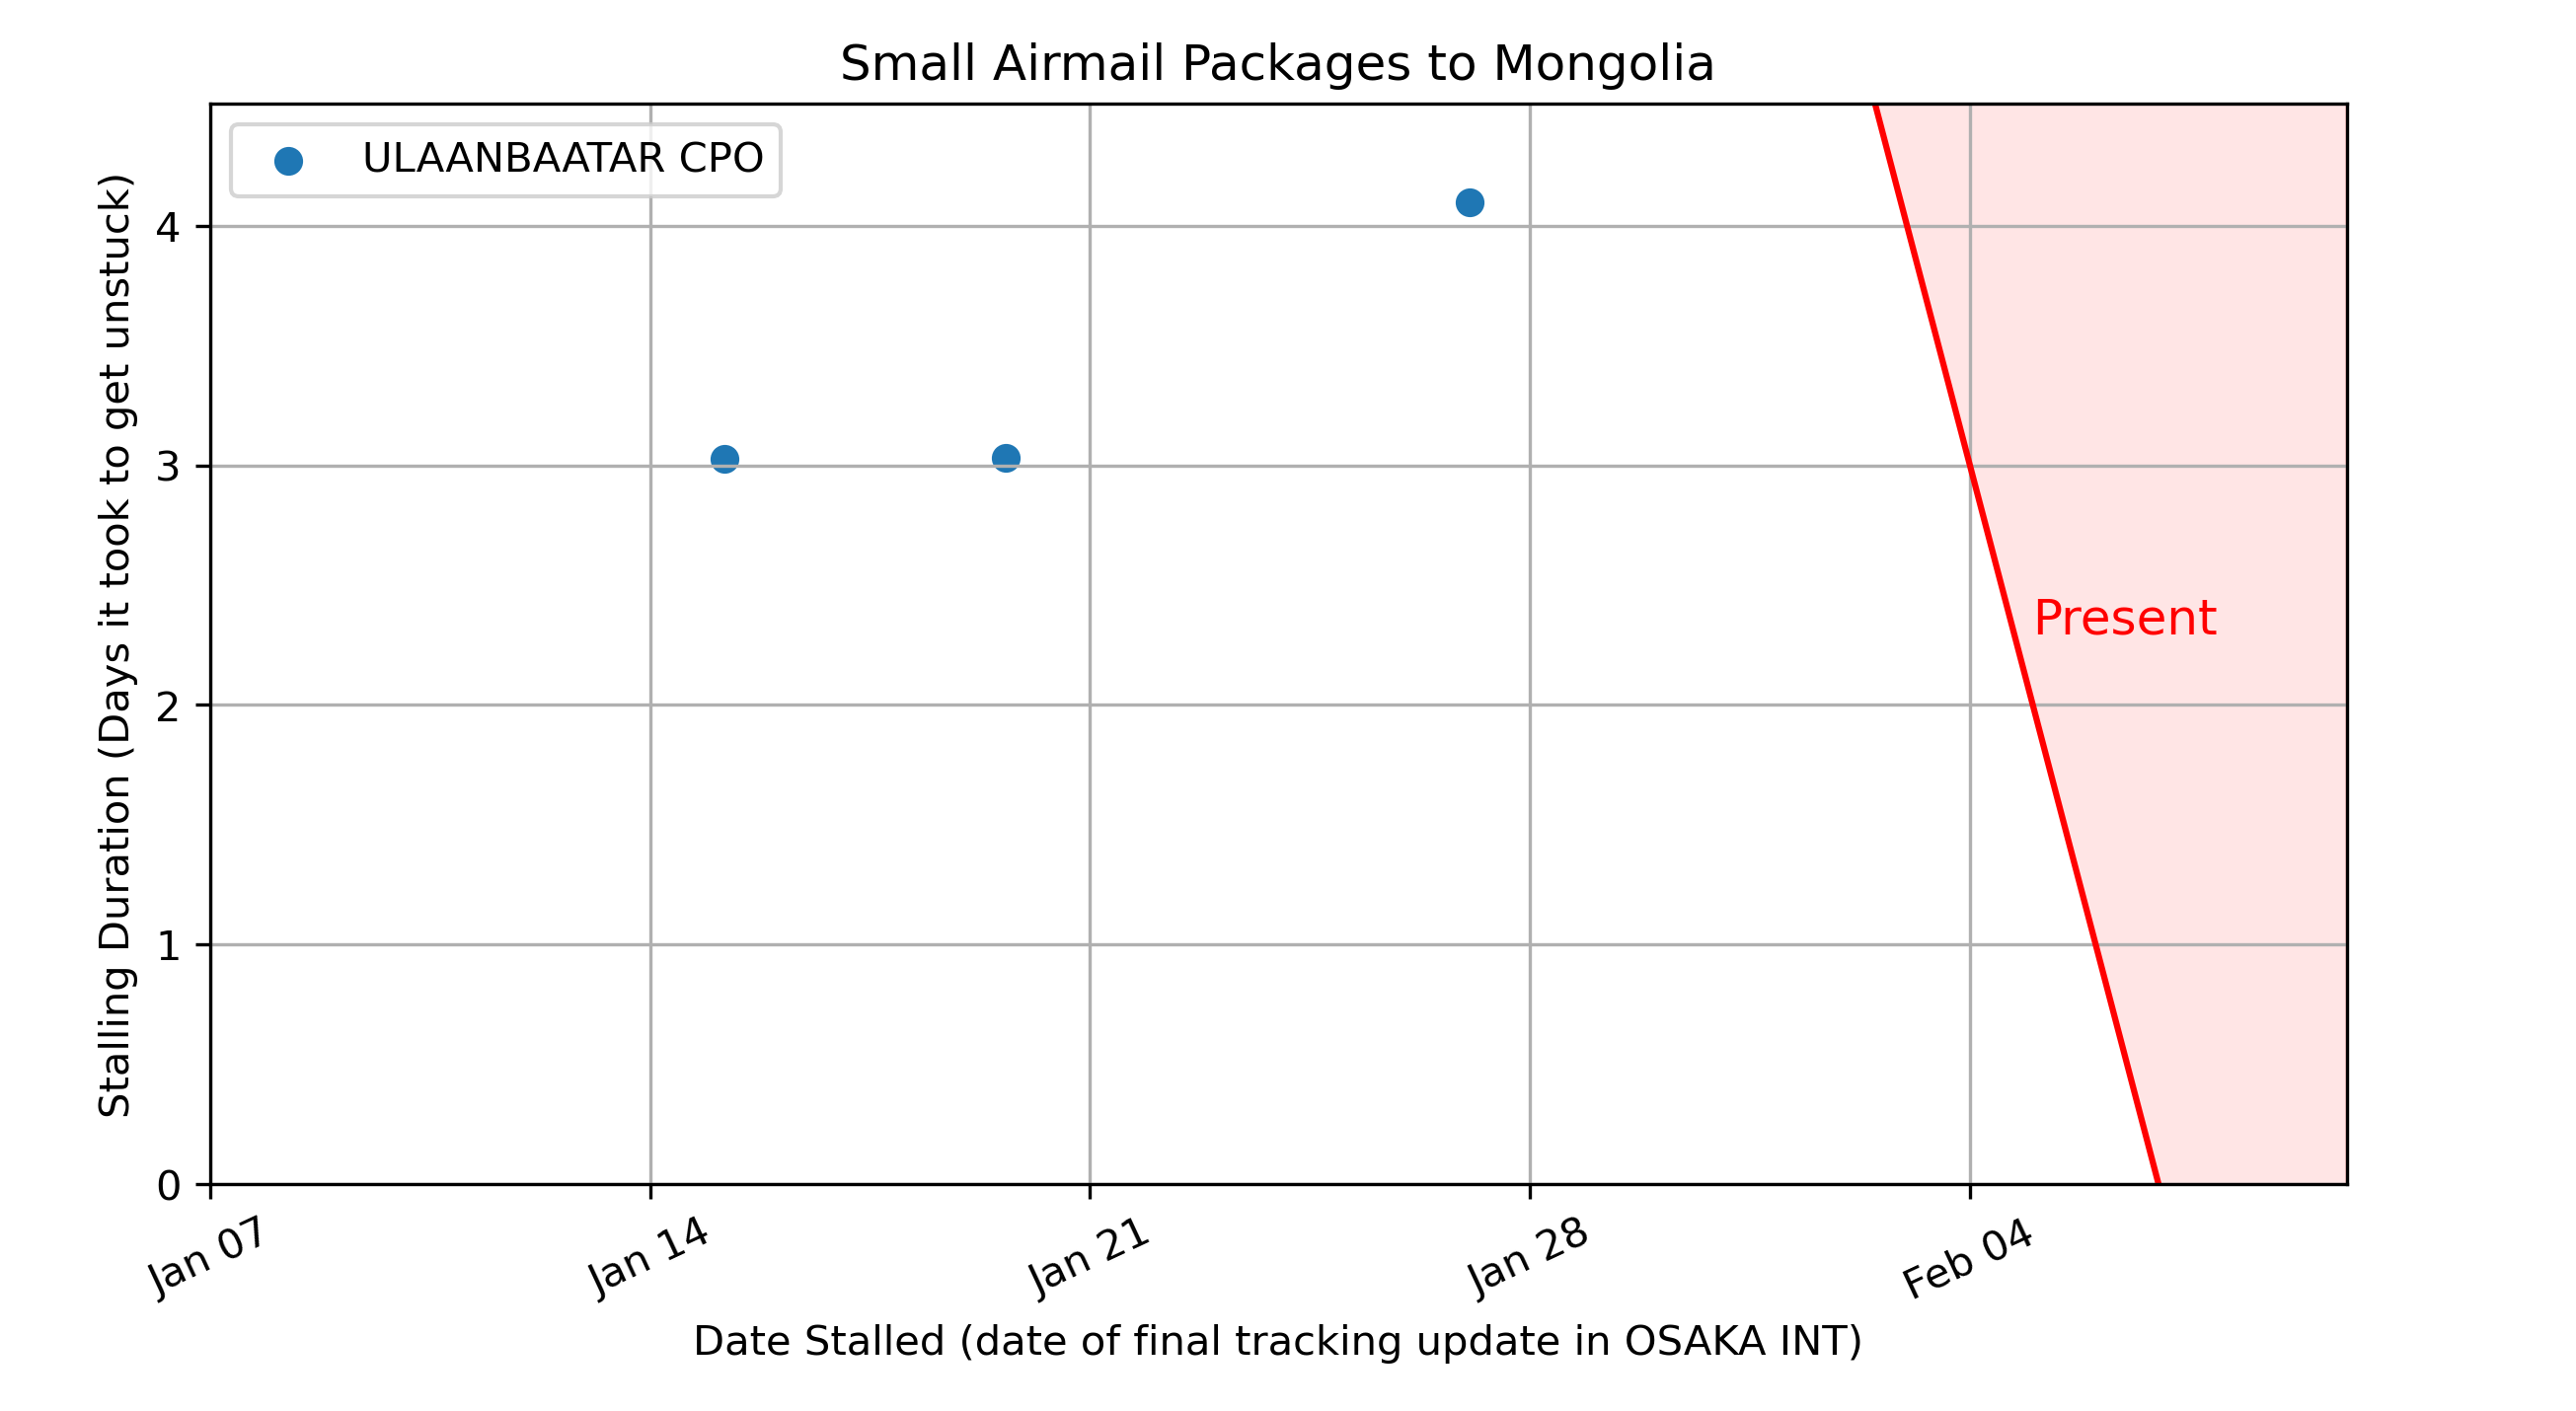 Small Airmail Packages to Mongolia
ULAANBAATAR CPO
Stalling Duration (Days it took to get unstuck)
4
3
2
1
0
Present
Jan 07
Jan 14
Jan 21
Jan 28
Feb 04
Date Stalled (date of final tracking update in OSAKA INT)